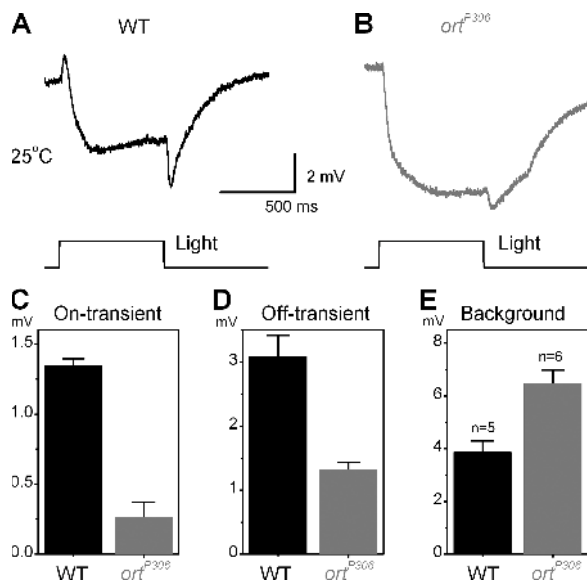 A WT
B ort^P306
25°C
2 mV
500 ms
Light
Light
C On-transient
mV
1.5
1.0
0.5
0.0
WT ort^P306
D Off-transient
mV
3
2
1
0
WT ort^P306
E Background
mV
8
6
4
2
0
n=5
n=6
WT ort^P306